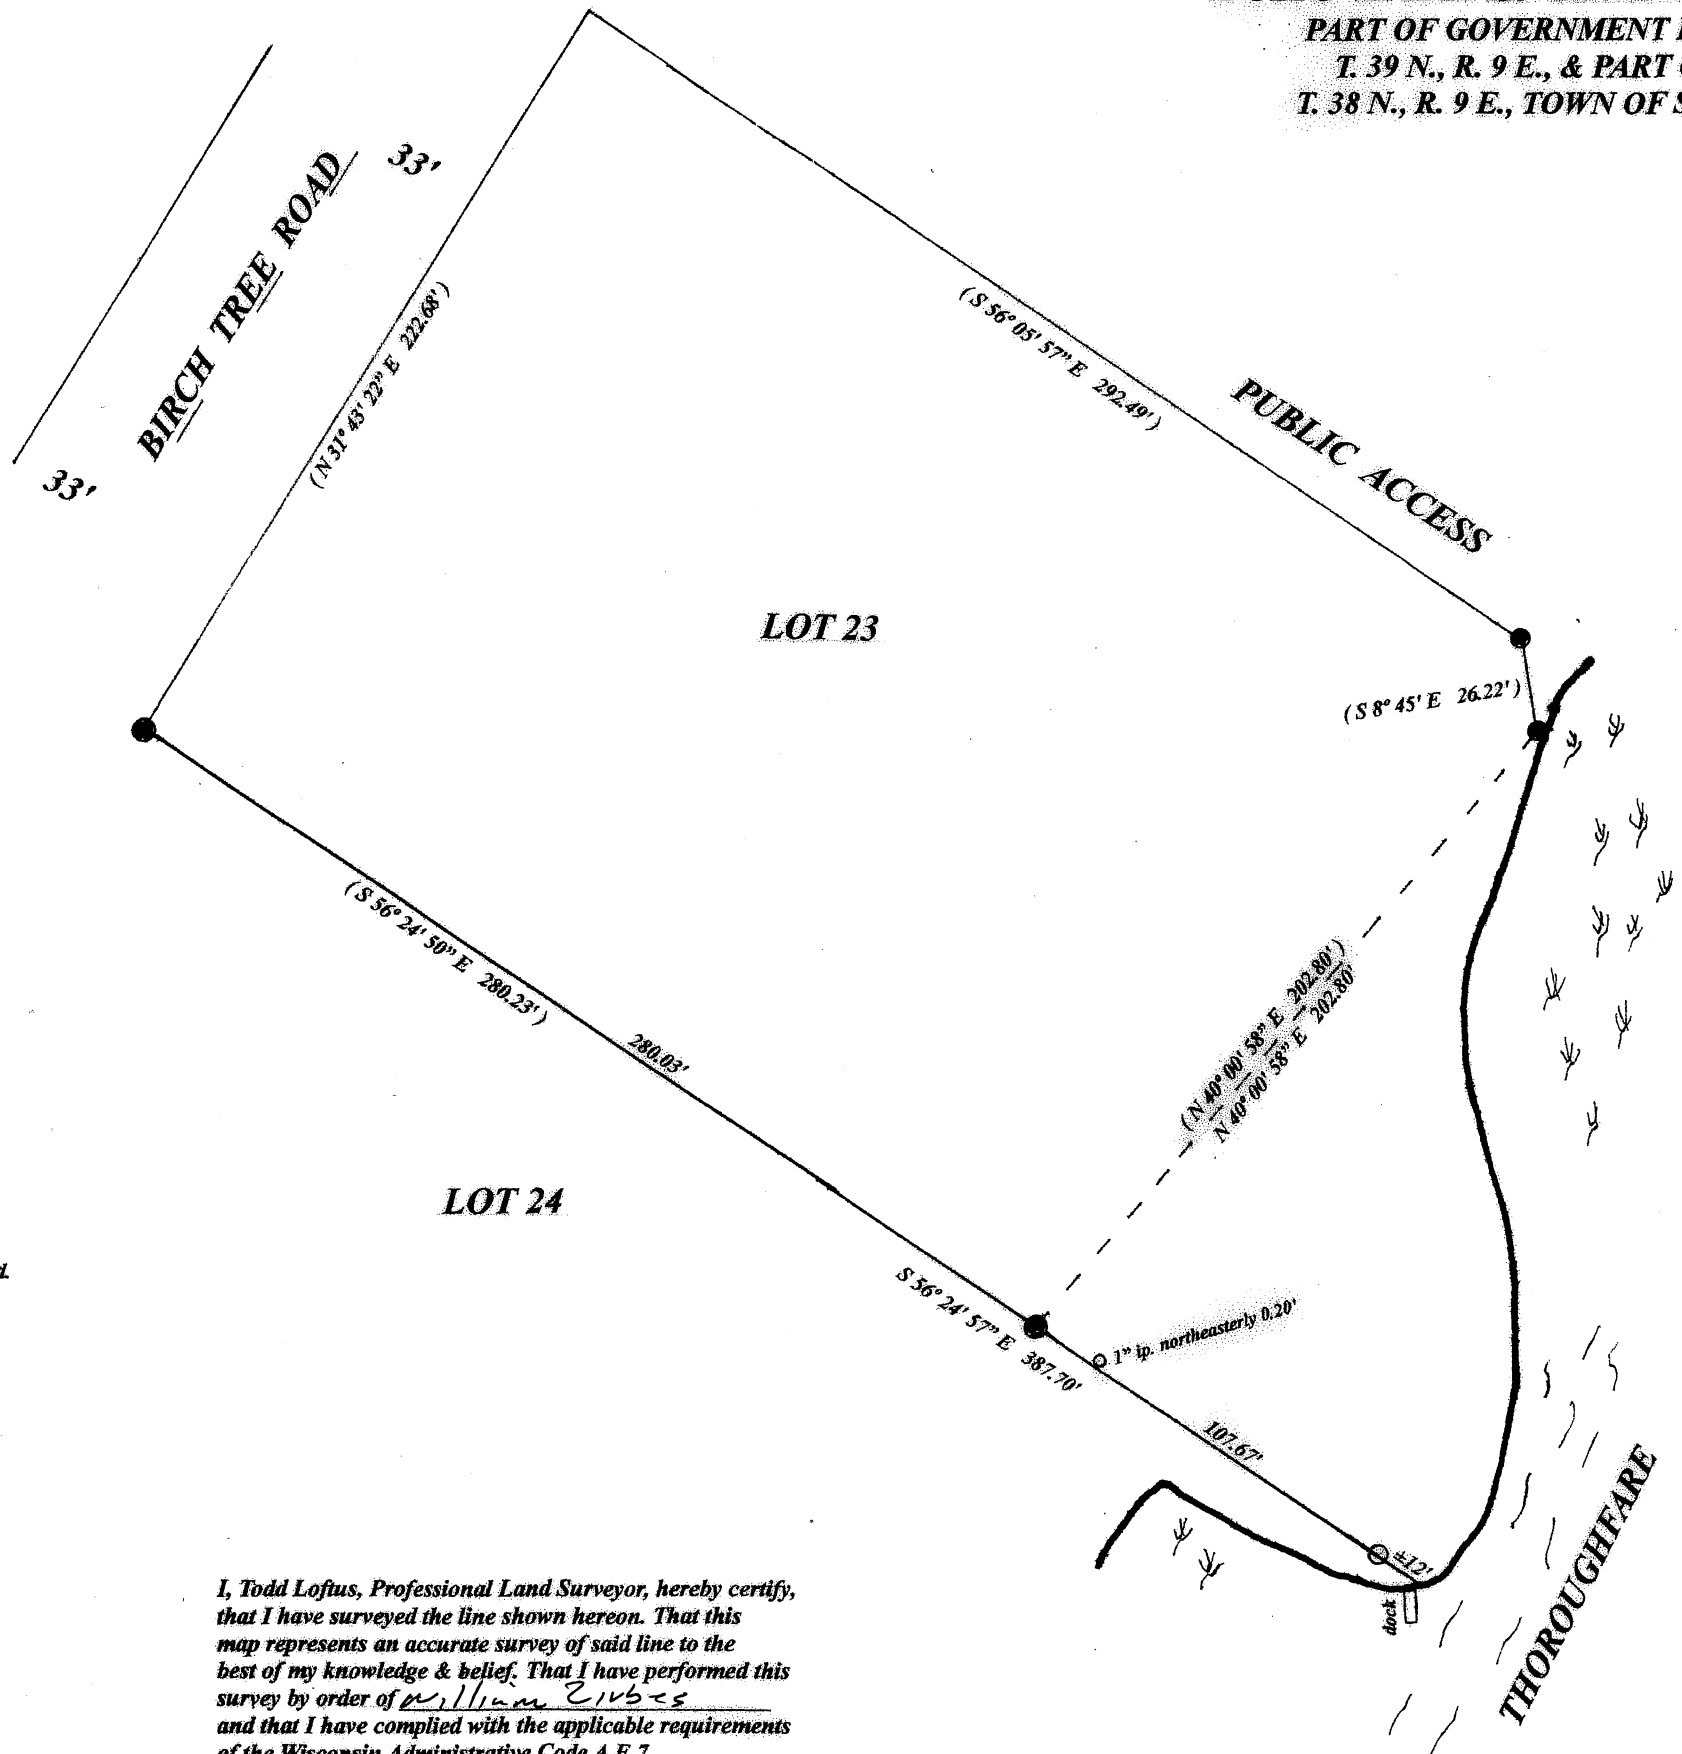 PART OF GOVERNMENT
T. 39 N., R. 9 E., & PART
T. 38 N., R. 9 E., TOWN OF S
33'
BIRCH TREE ROAD
33'
( N 31° 43' 22" E 222.68' )
( S 56° 05' 57" E 292.49' )
PUBLIC ACCESS
LOT 23
( S 8° 45' E 26.22' )
( S 56° 24' 50" E 280.23' )
280.03'
( N 40° 00' 58" E 202.80' )
N 40° 00' 58" E 202.80'
LOT 24
S 56° 24' 57" E 387.70'
1" ip. northeasterly 0.20'
107.67'
±12'
dock
THOROUGHFARE
I, Todd Loftus, Professional Land Surveyor, hereby certify,
that I have surveyed the line shown hereon. That this
map represents an accurate survey of said line to the
best of my knowledge & belief. That I have performed this
survey by order of William
and that I have complied with the applicable requirements
of the Wisconsin Administrative Code A.E.7